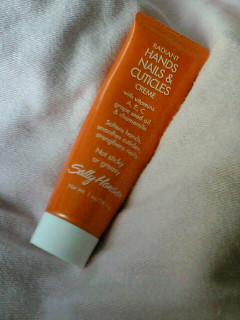 RADIANT
HANDS
NAILS &
CUTICLES
CREME
with vitamins
A, E, C
grape seed oil
& chamomile
Softens hands,
smoothes cuticles,
strengthens nails
Not sticky
or greasy
Sally Hansen